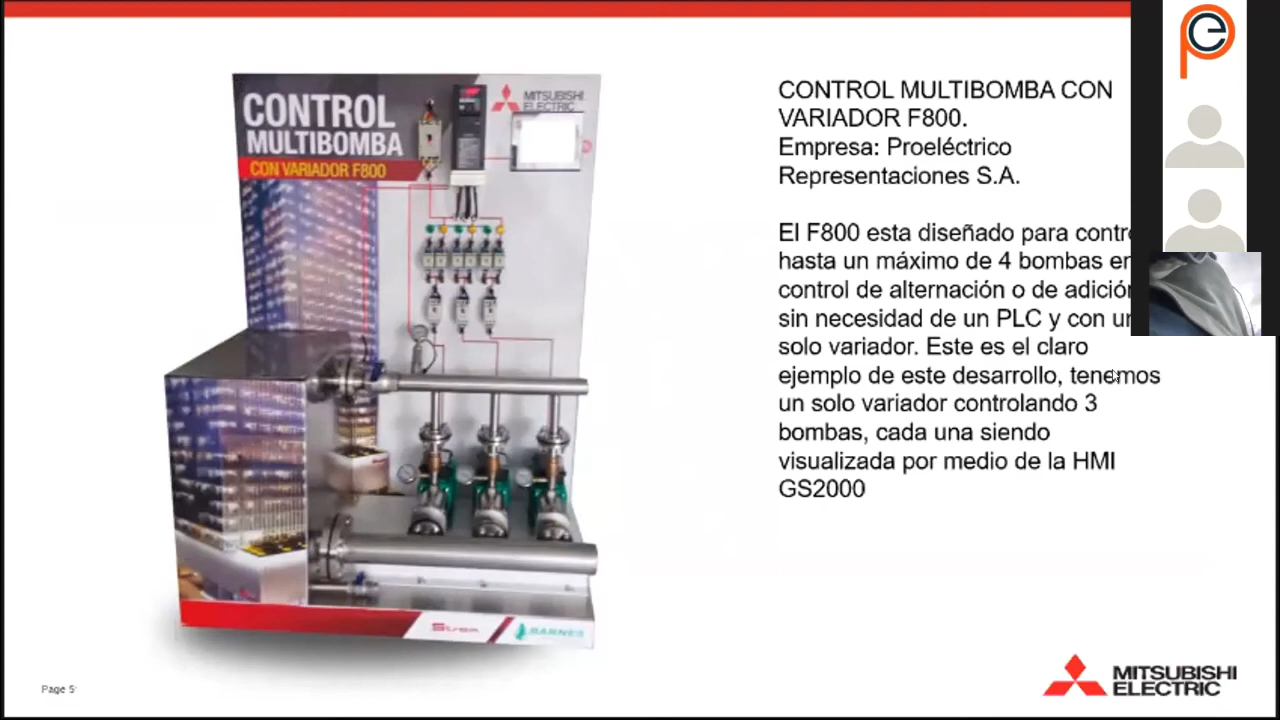 CONTROL
MULTIBOMBA
CON VARIADOR F800
MITSUBISHI
ELECTRIC
CONTROL MULTIBOMBA CON
VARIADOR F800.
Empresa: Proeléctrico
Representaciones S.A.
El F800 esta diseñado para
hasta un máximo de 4 bombas en
control de alternación o de adición
sin necesidad de un PLC y con
solo variador. Este es el claro
ejemplo de este desarrollo, tenemos
un solo variador controlando 3
bombas, cada una siendo
visualizada por medio de la HMI
GS2000
BARNES
Page 5
MITSUBISHI
ELECTRIC